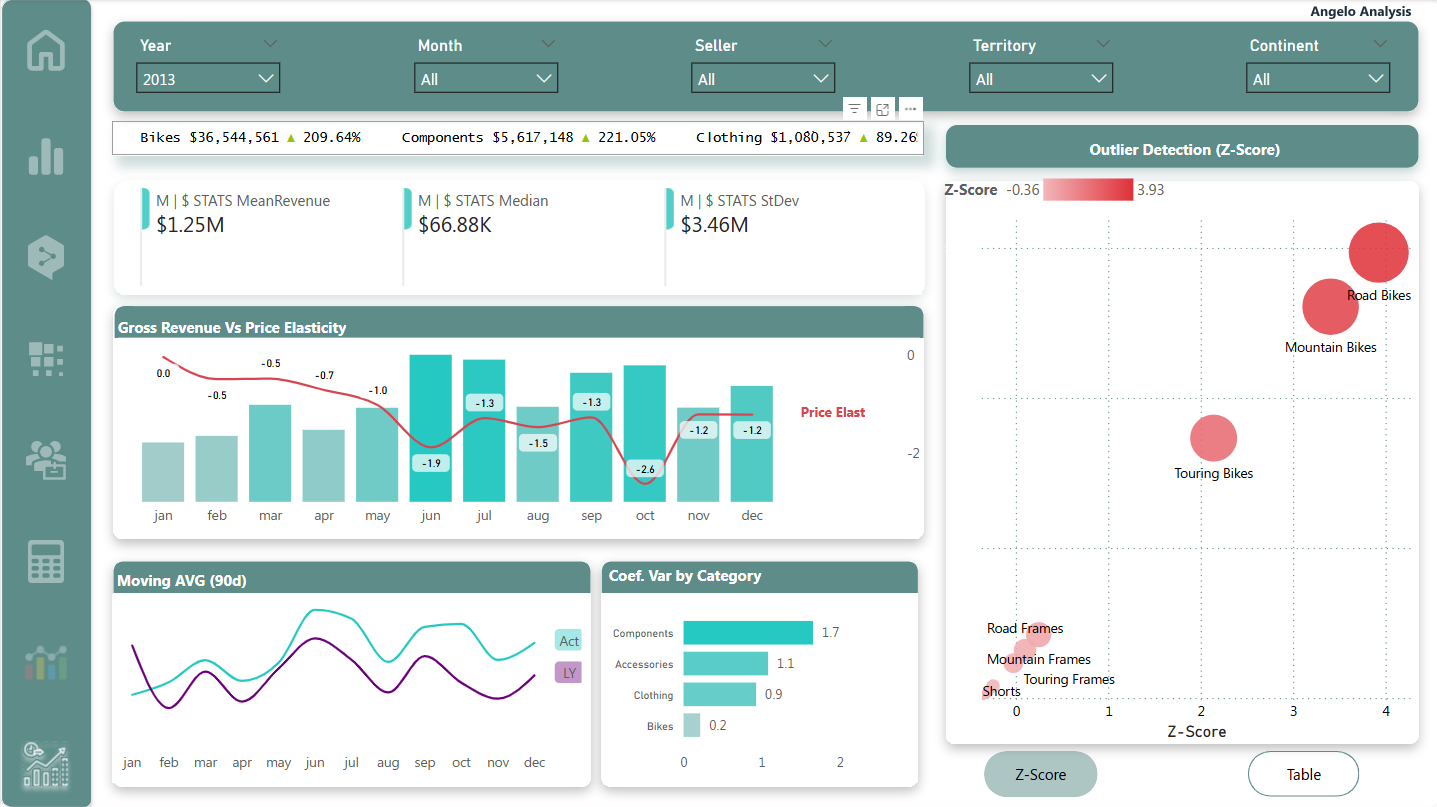 Angelo Analysis
Year
Month
Seller
Territory
Continent
2013
All
All
All
All
Bikes $36,544,561 ▲ 209.64%
Components $5,617,148 ▲ 221.05%
Clothing $1,080,537 ▲ 89.26
M | $ STATS MeanRevenue
$1.25M
M | $ STATS Median
$66.88K
M | $ STATS StDev
$3.46M
Gross Revenue Vs Price Elasticity
0.0
-0.5
-0.5
-0.7
-1.0
-1.9
-1.3
-1.5
-1.3
-2.6
-1.2
-1.2
0
-2
Price Elast
jan feb mar apr may jun jul aug sep oct nov dec
Moving AVG (90d)
Act
LY
jan feb mar apr may jun jul aug sep oct nov dec
Coef. Var by Category
Components 1.7
Accessories 1.1
Clothing 0.9
Bikes 0.2
0 1 2
Outlier Detection (Z-Score)
Z-Score -0.36 3.93
Road Bikes
Mountain Bikes
Touring Bikes
Road Frames
Mountain Frames
Touring Frames
Shorts
0 1 2 3 4
Z-Score
Z-Score
Table